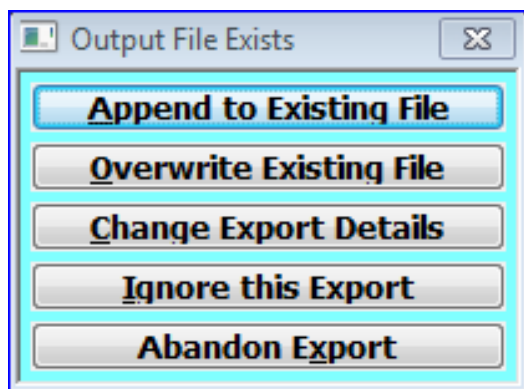 Output File Exists
Append to Existing File
Overwrite Existing File
Change Export Details
Ignore this Export
Abandon Export